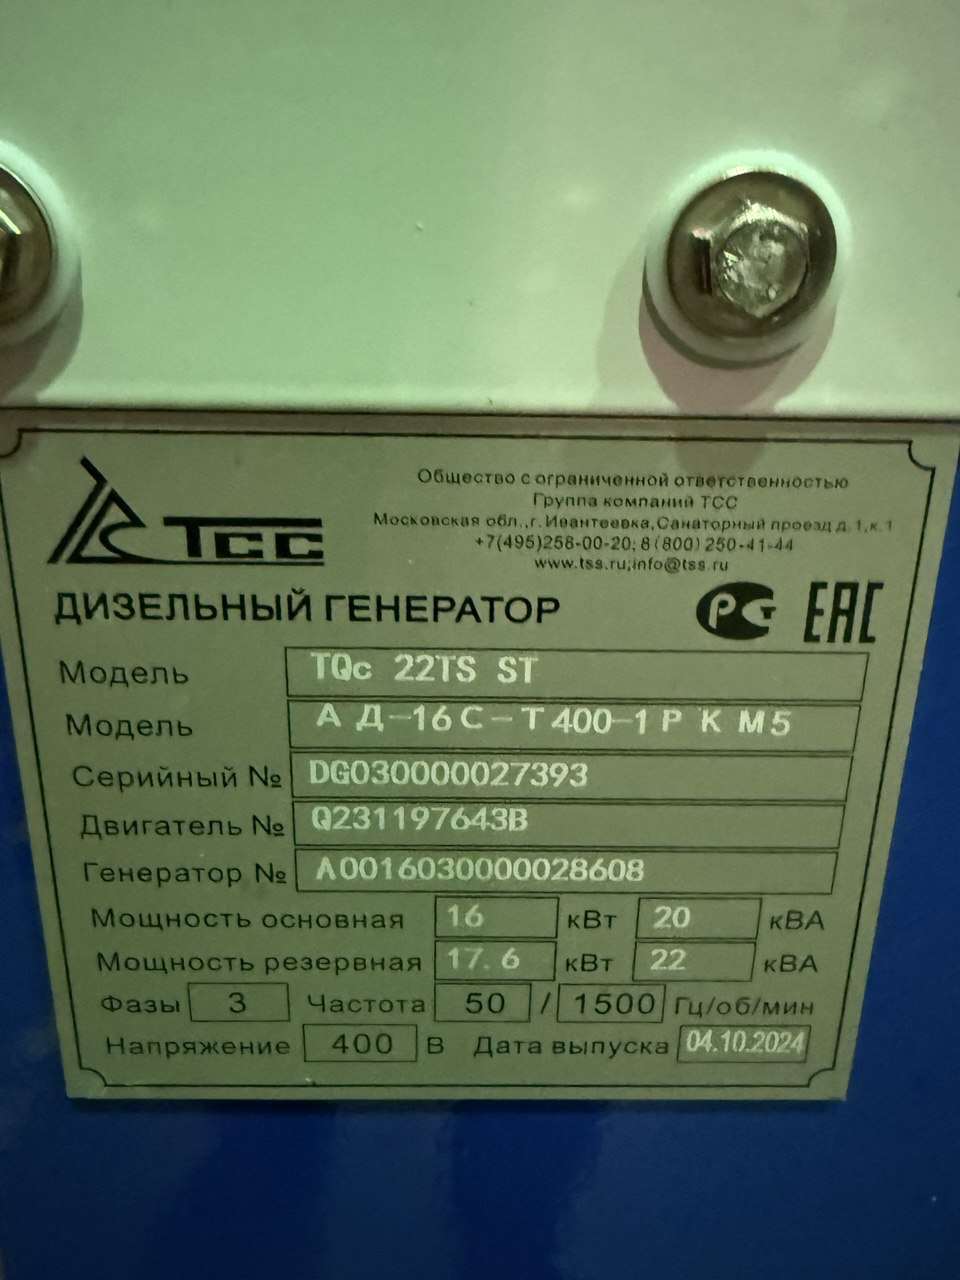 Общество с ограниченной ответственностью
Группа компаний ТСС
Московская обл.,г.Ивантеевка,Санаторный проезд д.1,к.1
+7(495)258-00-20; 8(800)250-41-44
www.tss.ru;info@tss.ru
ТСС
ДИЗЕЛЬНЫЙ ГЕНЕРАТОР РСТ ЕАС
Модель TQc 22TS ST
Модель А Д-16С-Т400-1Р К М5
Серийный № DG030000027393
Двигатель № Q231197643B
Генератор № A0016030000028608
Мощность основная 16 кВт 20 кВА
Мощность резервная 17.6 кВт 22 кВА
Фазы 3 Частота 50 / 1500 Гц/об/мин
Напряжение 400 В Дата выпуска 04.10.2024